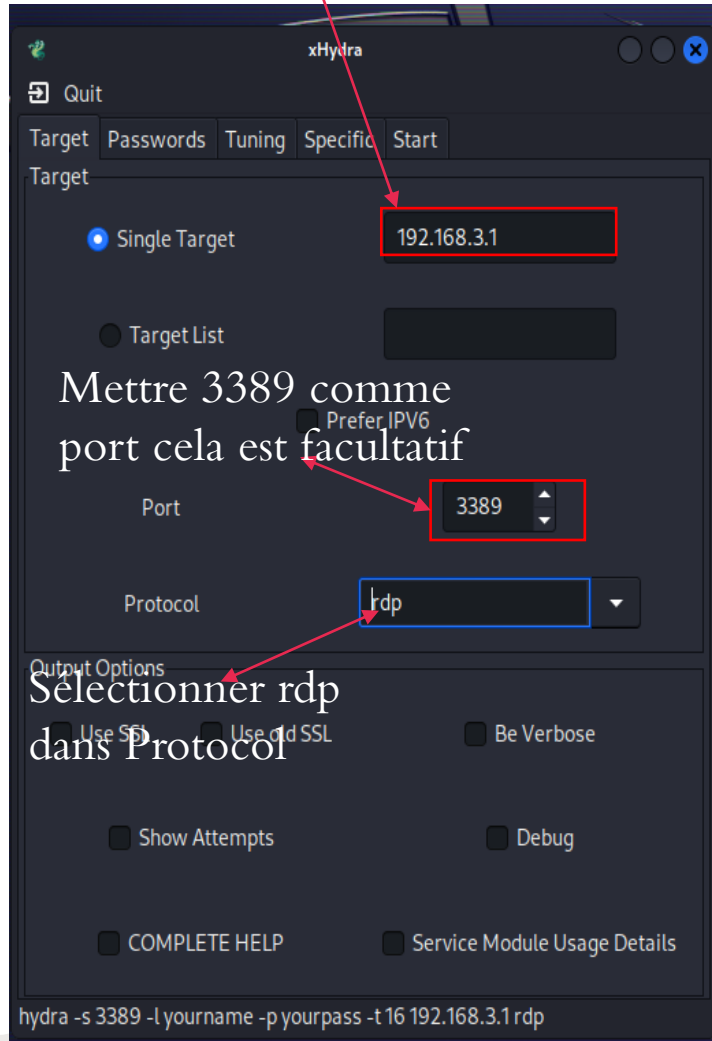 xHydra
Quit
Target Passwords Tuning Specific Start
Target
Single Target 192.168.3.1
Target List
Mettre 3389 comme
Prefer IPV6
port cela est facultatif
Port 3389
Protocol rdp
Output Options
Sélectionner rdp
Use SSL Use old SSL Be Verbose
dans Protocol
Show Attempts Debug
COMPLETE HELP Service Module Usage Details
hydra -s 3389 -l yourname -p yourpass -t 16 192.168.3.1 rdp